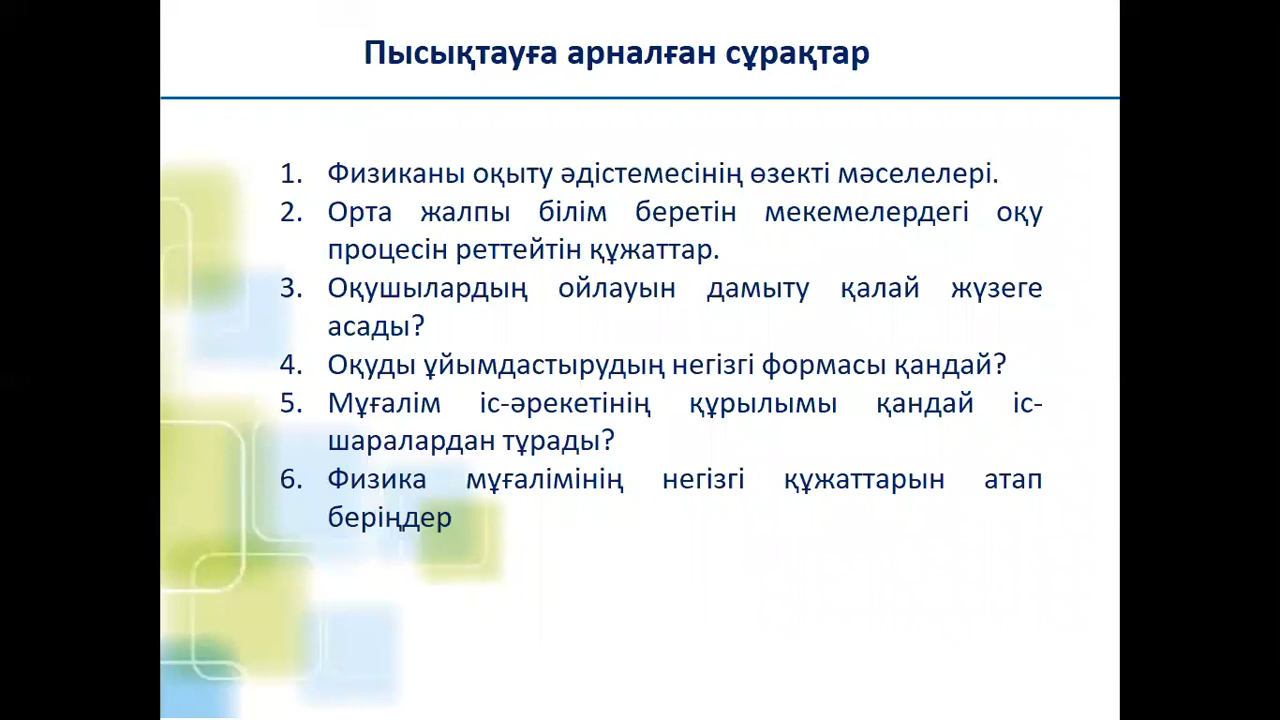 Пысықтауға арналған сұрақтар
1. Физиканы оқыту әдістемесінің өзекті мәселелері.
2. Орта жалпы білім беретін мекемелердегі оқу
процесін реттейтін құжаттар.
3. Оқушылардың ойлауын дамыту қалай жүзеге
асады?
4. Оқуды ұйымдастырудың негізгі формасы қандай?
5. Мұғалім іс-әрекетінің құрылымы қандай іс-
шаралардан тұрады?
6. Физика мұғалімінің негізгі құжаттарын атап
беріңдер